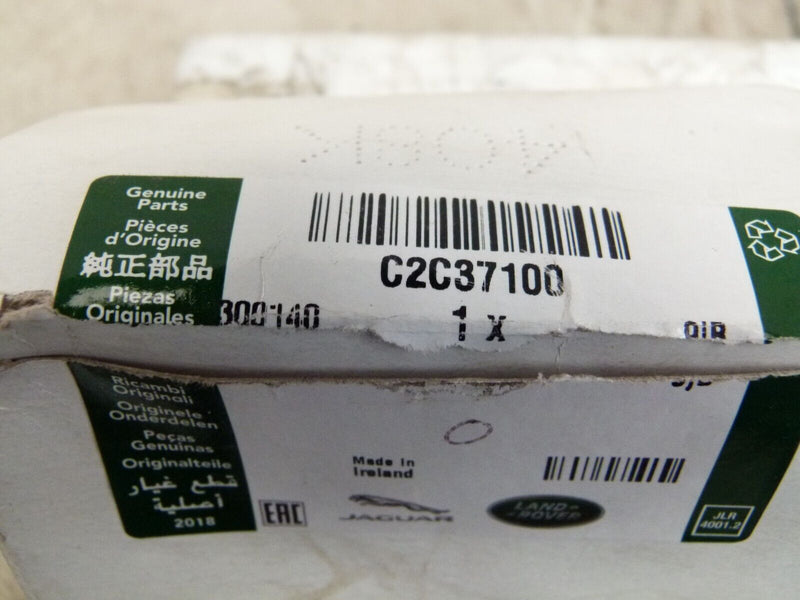 Genuine
Parts
Pièces
d'Origine
純正部品
Piezas
Originales
C2C37100
300140
1 X
Ricambi
Originali
Originele
Onderdelen
Peças
Genuinas
Originalteile
قطع غيار
أصلية
2018
EAC
Made in
Ireland
JAGUAR
LAND-
-ROVER
JLR
4001.2